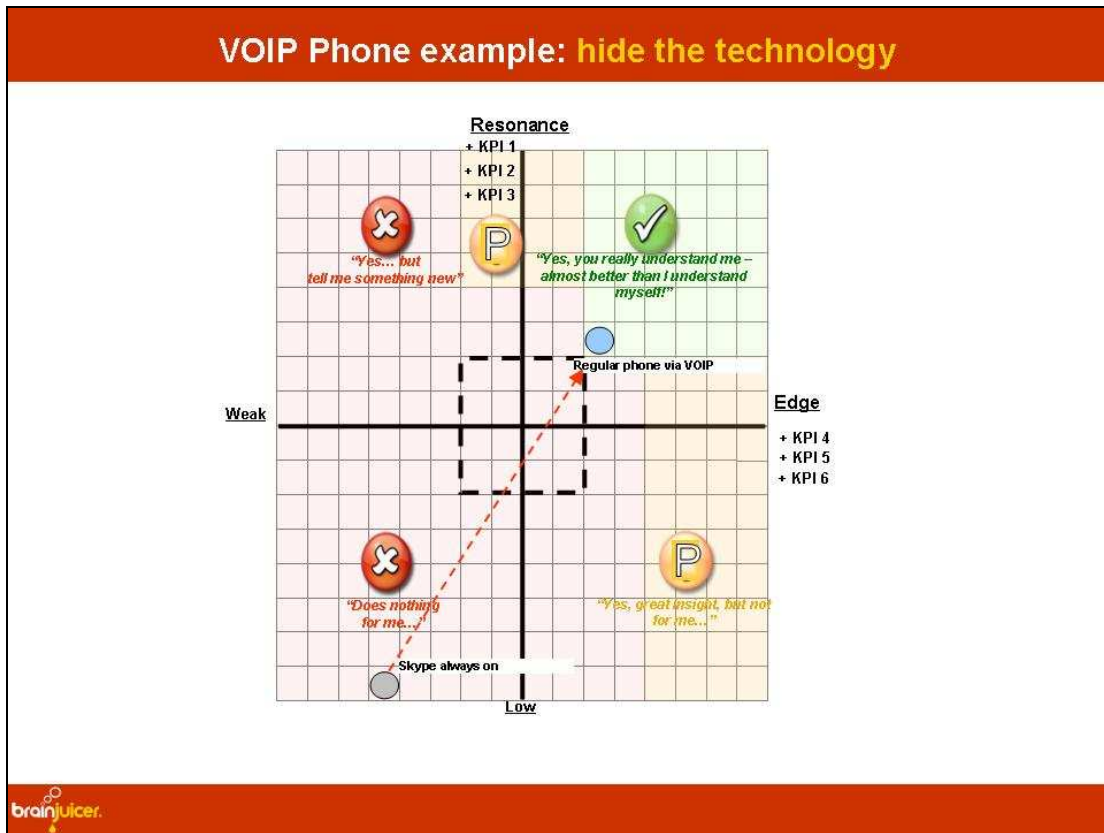 VOIP Phone example: hide the technology
Resonance
+ KPI 1
+ KPI 2
+ KPI 3
P
“Yes... but
tell me something new”
“Yes, you really understand me –
almost better than I understand
myself!”
Regular phone via VOIP
Weak
Edge
+ KPI 4
+ KPI 5
+ KPI 6
P
“Does nothing
for me...”
“Yes, great insight, but not
for me...”
Skype always on
Low
brainjuicer.